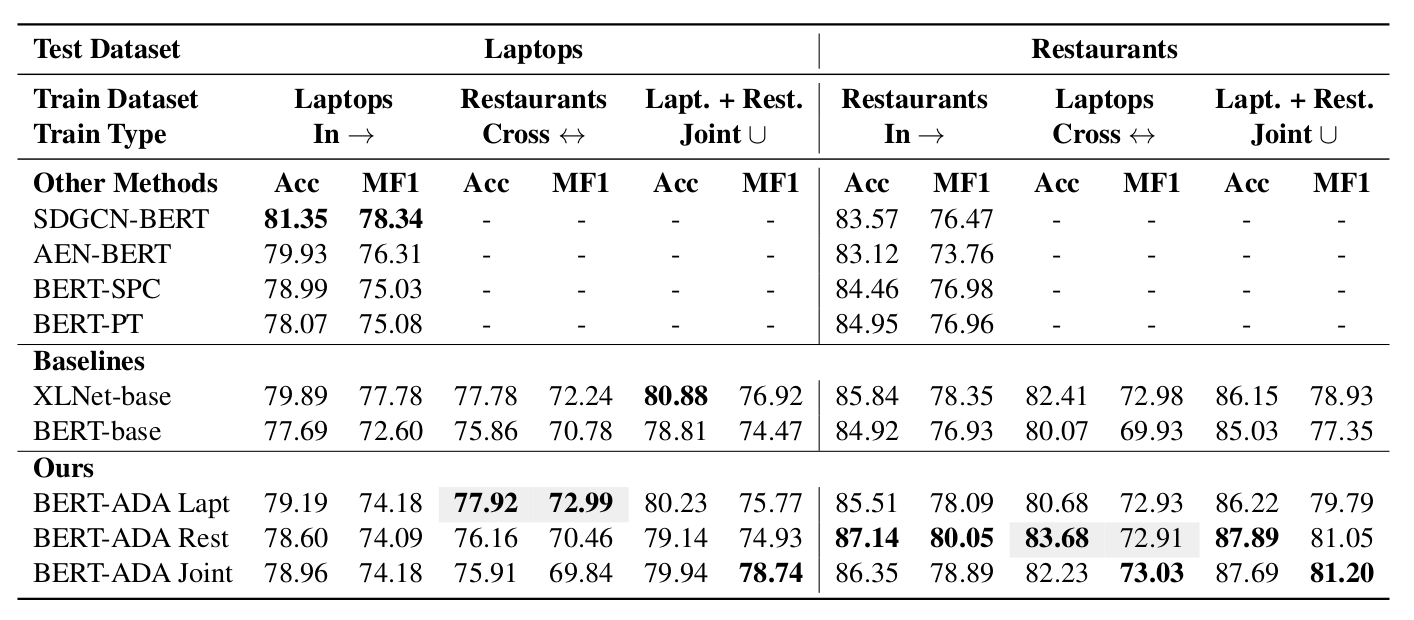 Test Dataset Laptops Restaurants
Train Dataset Laptops Restaurants Lapt. + Rest. Restaurants Laptops Lapt. + Rest.
Train Type In → Cross ↔ Joint ∪ In → Cross ↔ Joint ∪
Other Methods Acc MF1 Acc MF1 Acc MF1 Acc MF1 Acc MF1 Acc MF1
SDGCN-BERT 81.35 78.34 - - - - 83.57 76.47 - - - -
AEN-BERT 79.93 76.31 - - - - 83.12 73.76 - - - -
BERT-SPC 78.99 75.03 - - - - 84.46 76.98 - - - -
BERT-PT 78.07 75.08 - - - - 84.95 76.96 - - - -
Baselines
XLNet-base 79.89 77.78 77.78 72.24 80.88 76.92 85.84 78.35 82.41 72.98 86.15 78.93
BERT-base 77.69 72.60 75.86 70.78 78.81 74.47 84.92 76.93 80.07 69.93 85.03 77.35
Ours
BERT-ADA Lapt 79.19 74.18 77.92 72.99 80.23 75.77 85.51 78.09 80.68 72.93 86.22 79.79
BERT-ADA Rest 78.60 74.09 76.16 70.46 79.14 74.93 87.14 80.05 83.68 72.91 87.89 81.05
BERT-ADA Joint 78.96 74.18 75.91 69.84 79.94 78.74 86.35 78.89 82.23 73.03 87.69 81.20